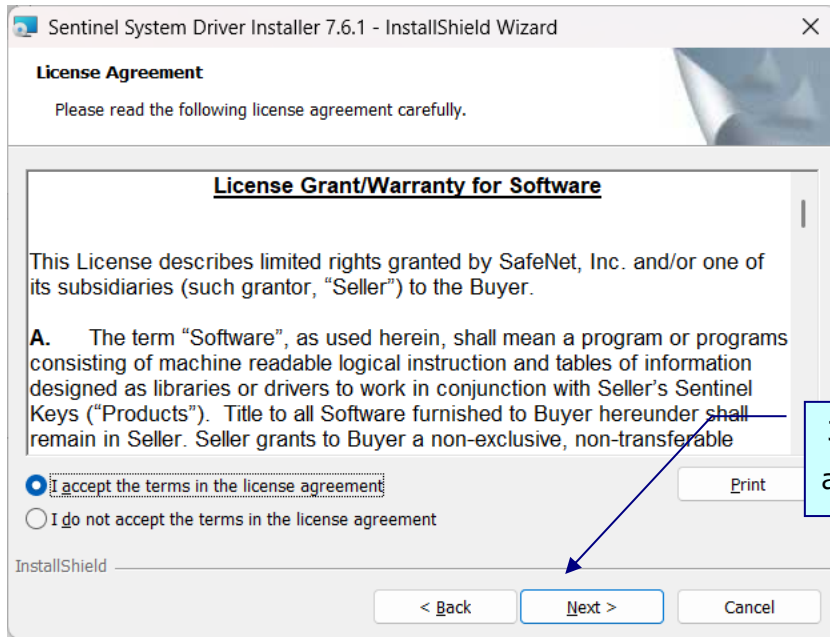 Sentinel System Driver Installer 7.6.1 - InstallShield Wizard
License Agreement
Please read the following license agreement carefully.
License Grant/Warranty for Software
This License describes limited rights granted by SafeNet, Inc. and/or one of
its subsidiaries (such grantor, “Seller”) to the Buyer.
A. The term “Software”, as used herein, shall mean a program or programs
consisting of machine readable logical instruction and tables of information
designed as libraries or drivers to work in conjunction with Seller’s Sentinel
Keys (“Products”). Title to all Software furnished to Buyer hereunder shall
remain in Seller. Seller grants to Buyer a non-exclusive, non-transferable
I accept the terms in the license agreement
Print
I do not accept the terms in the license agreement
InstallShield
< Back
Next >
Cancel